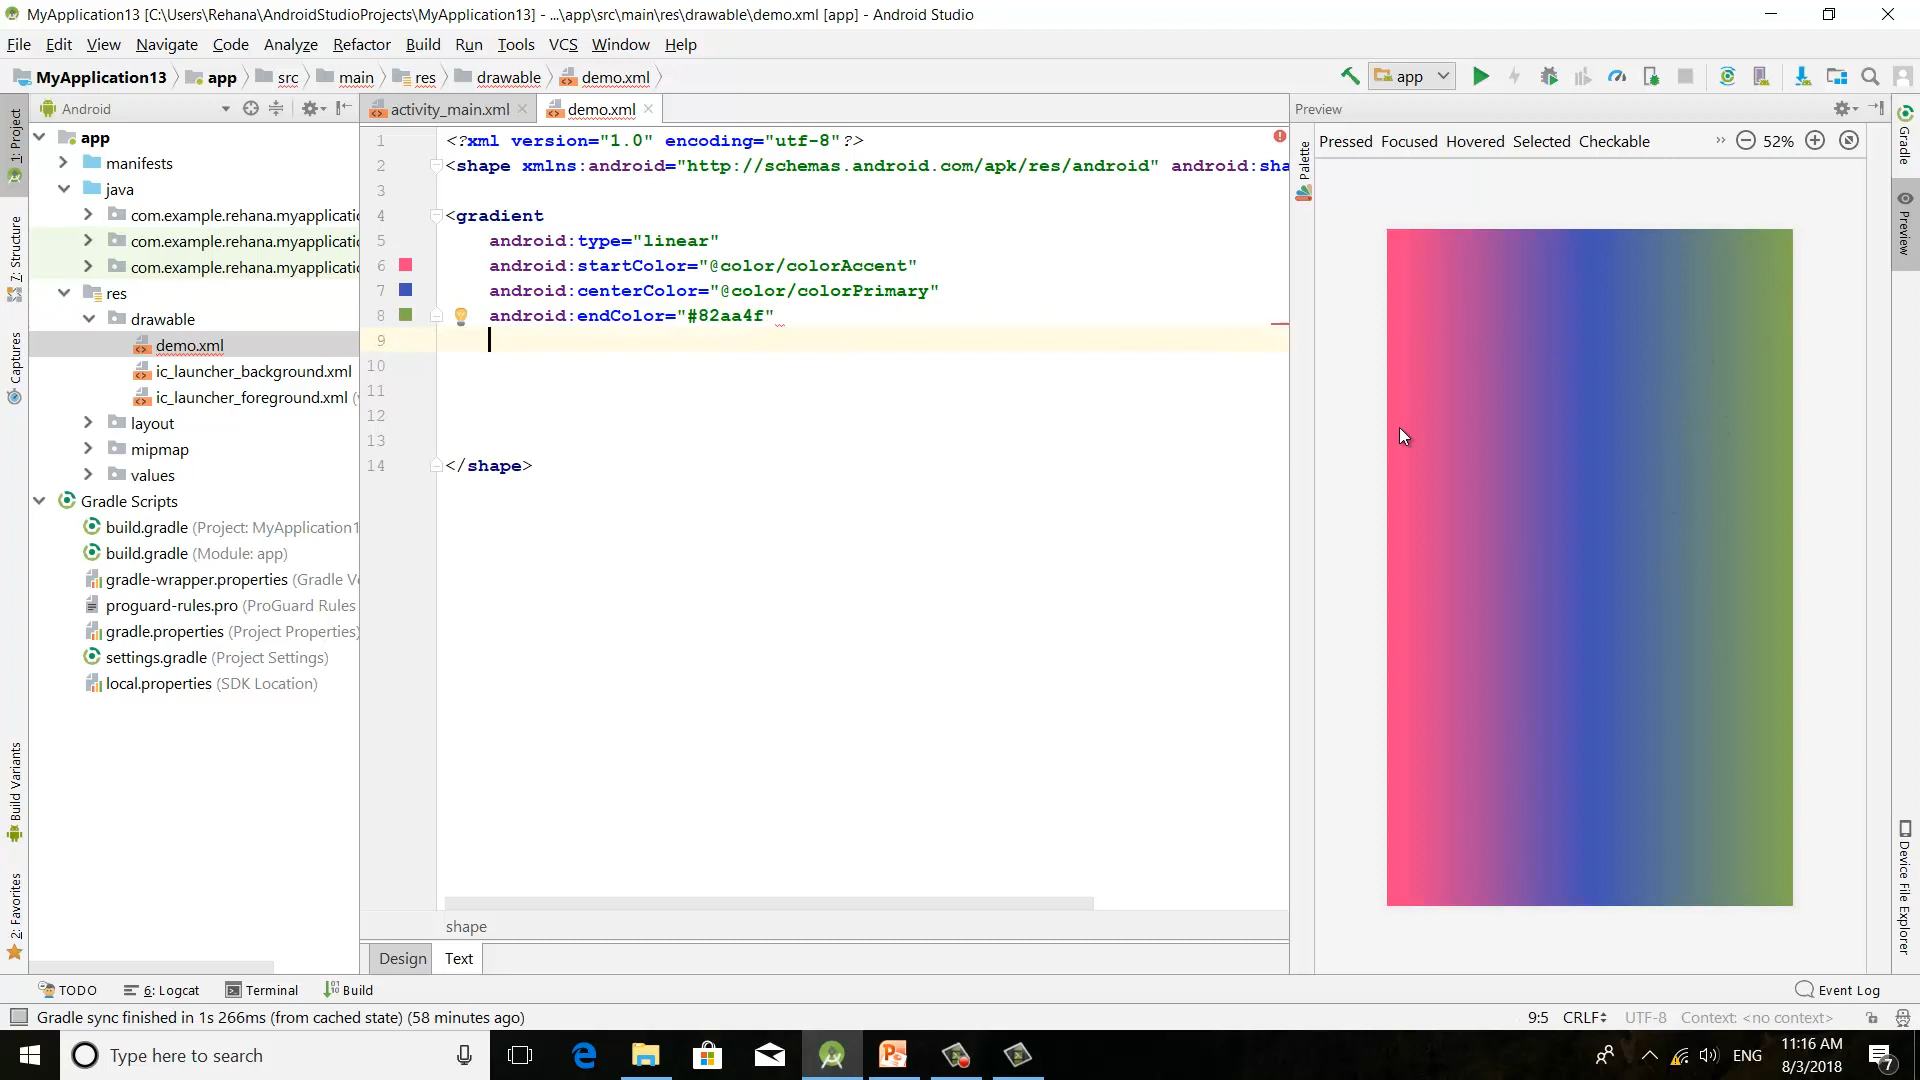 MyApplication13 [C:\Users\Rehana\AndroidStudioProjects\MyApplication13] - ...\app\src\main\res\drawable\demo.xml [app] - Android Studio
File Edit View Navigate Code Analyze Refactor Build Run Tools VCS Window Help
MyApplication13 app src main res drawable demo.xml app
Android activity_main.xml demo.xml Preview
Pressed Focused Hovered Selected Checkable 52%
1: Project
7: Structure
Captures
Build Variants
2: Favorites
app
manifests
java
com.example.rehana.myapplicatic
com.example.rehana.myapplicatic
com.example.rehana.myapplicatic
res
drawable
demo.xml
ic_launcher_background.xml
ic_launcher_foreground.xml (
layout
mipmap
values
Gradle Scripts
build.gradle (Project: MyApplication1
build.gradle (Module: app)
gradle-wrapper.properties (Gradle Ve
proguard-rules.pro (ProGuard Rules
gradle.properties (Project Properties)
settings.gradle (Project Settings)
local.properties (SDK Location)
1 <?xml version="1.0" encoding="utf-8"?>
2 <shape xmlns:android="http://schemas.android.com/apk/res/android" android:sha
3
4 <gradient
5 android:type="linear"
6 android:startColor="@color/colorAccent"
7 android:centerColor="@color/colorPrimary"
8 android:endColor="#82aa4f"
9
10
11
12
13
14 </shape>
shape
Design Text
Palette
Gradle
Preview
Device File Explorer
TODO 6: Logcat Terminal Build Event Log
Gradle sync finished in 1s 266ms (from cached state) (58 minutes ago) 9:5 CRLF UTF-8 Context: <no context>
Type here to search ENG 11:16 AM
8/3/2018 7